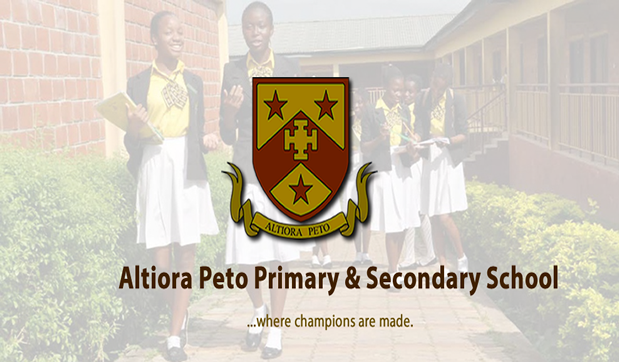 ALTIORA PETO
Altiora Peto Primary & Secondary School
...where champions are made.